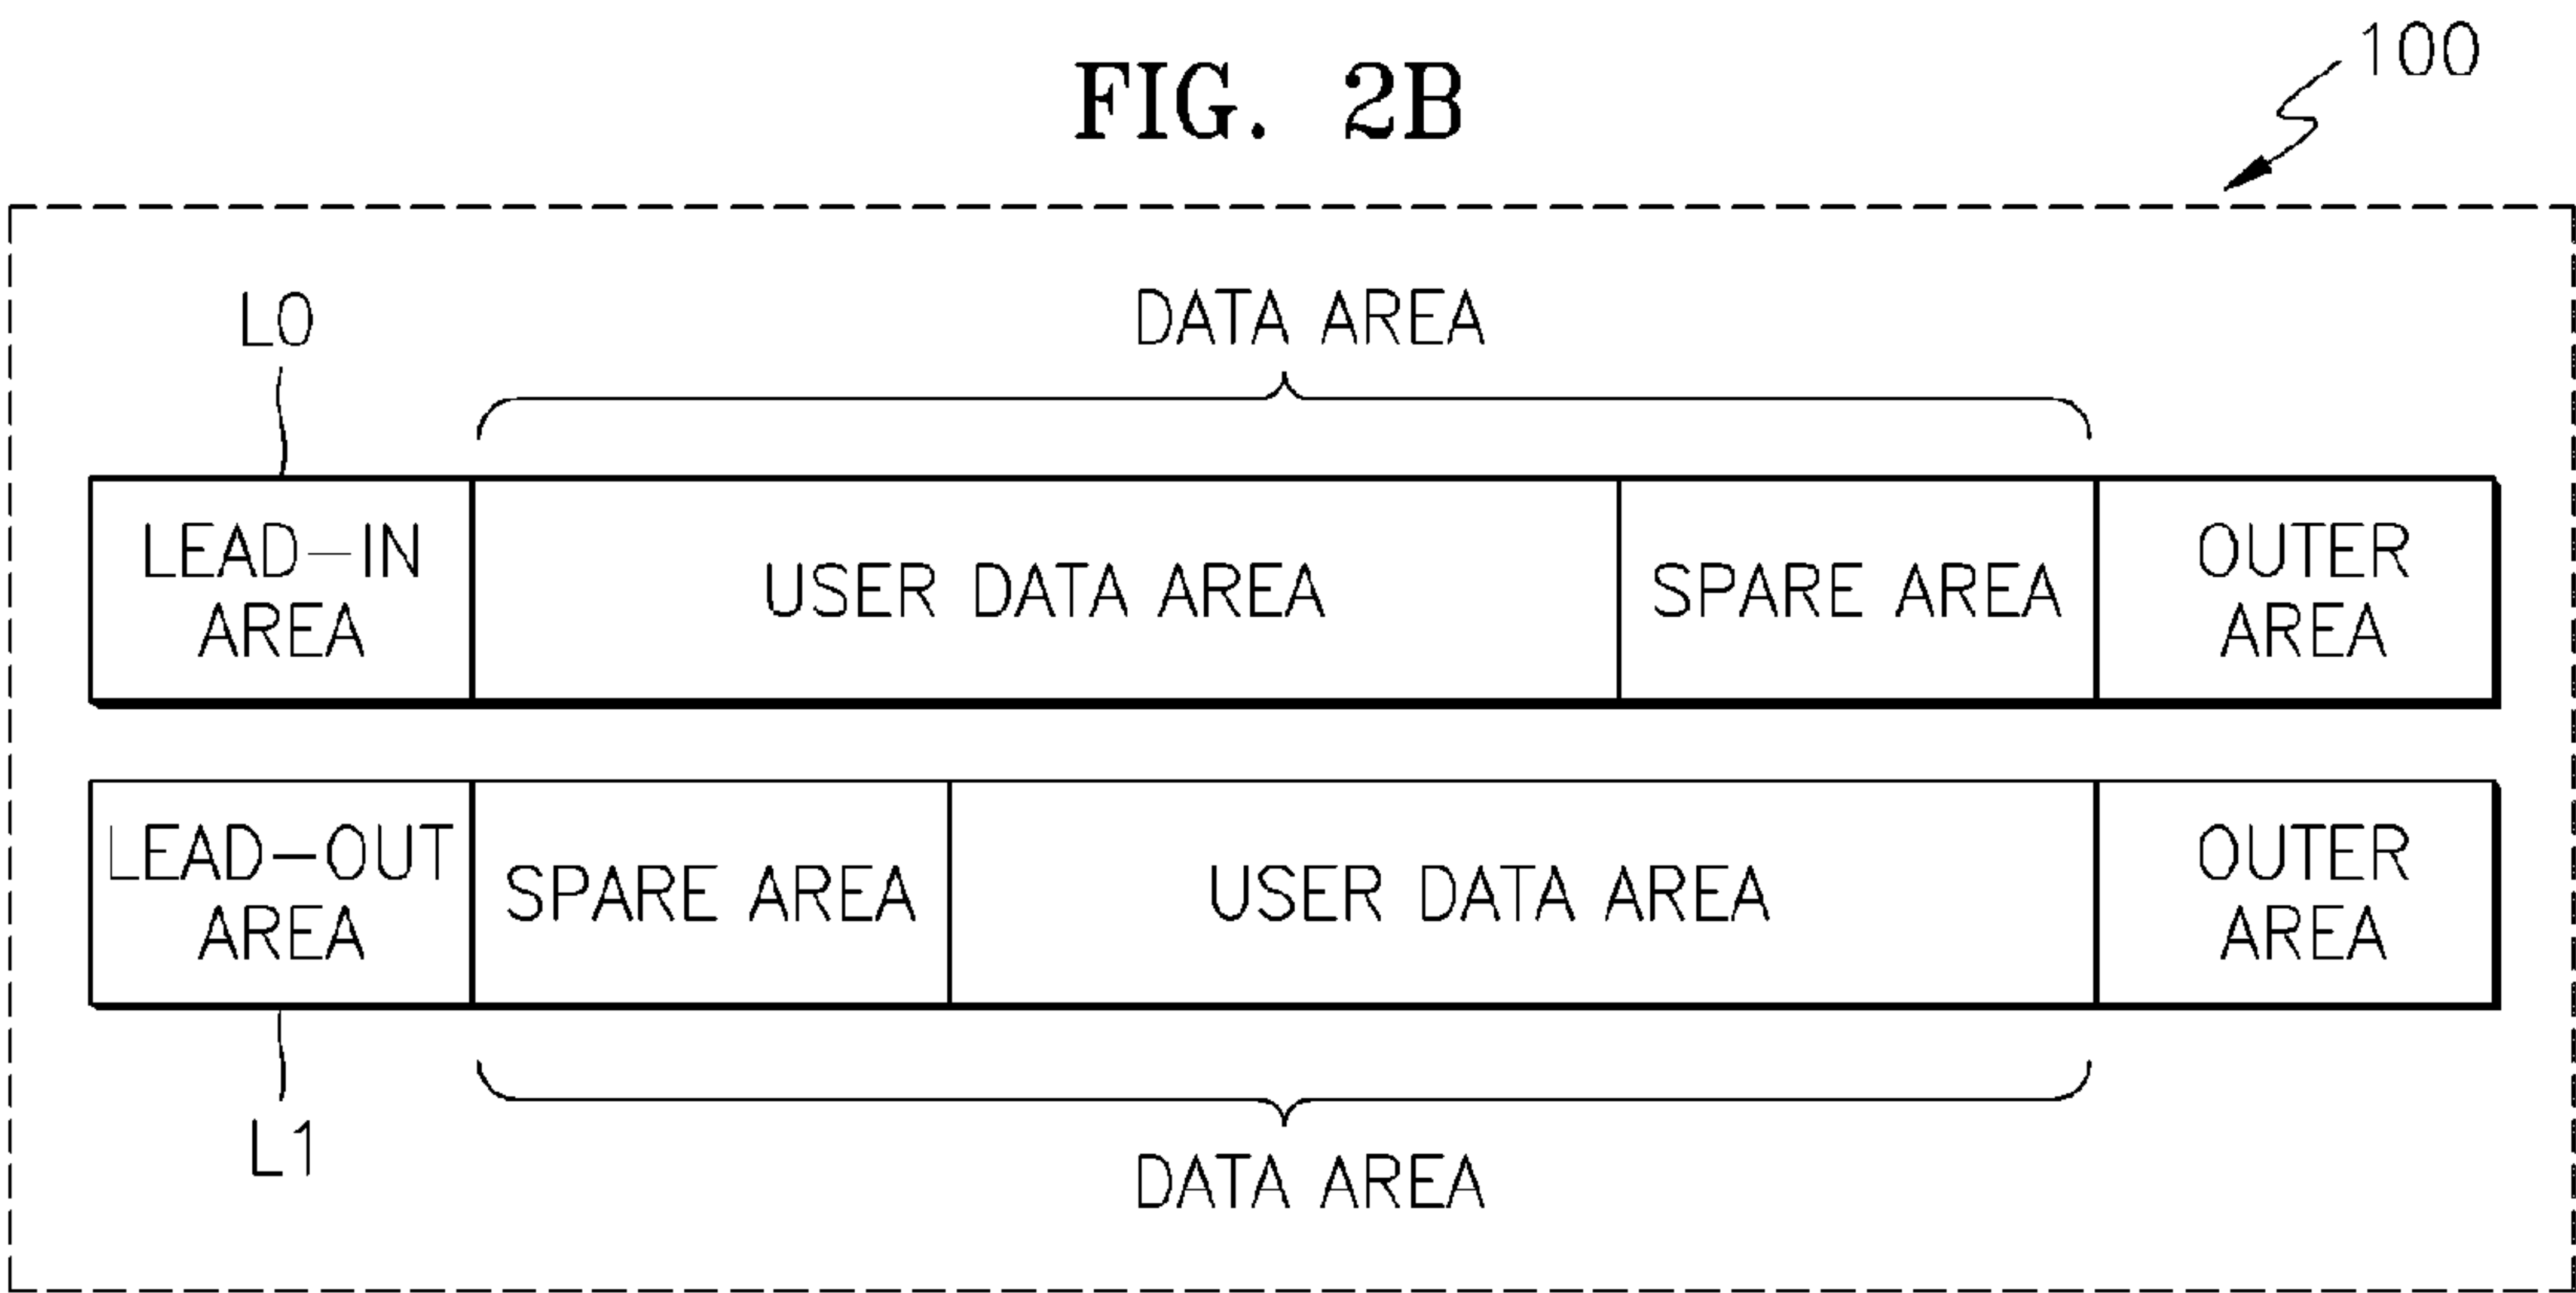 FIG. 2B
100
L0
DATA AREA
LEAD-IN
AREA
USER DATA AREA
SPARE AREA
OUTER
AREA
LEAD-OUT
AREA
SPARE AREA
USER DATA AREA
OUTER
AREA
L1
DATA AREA